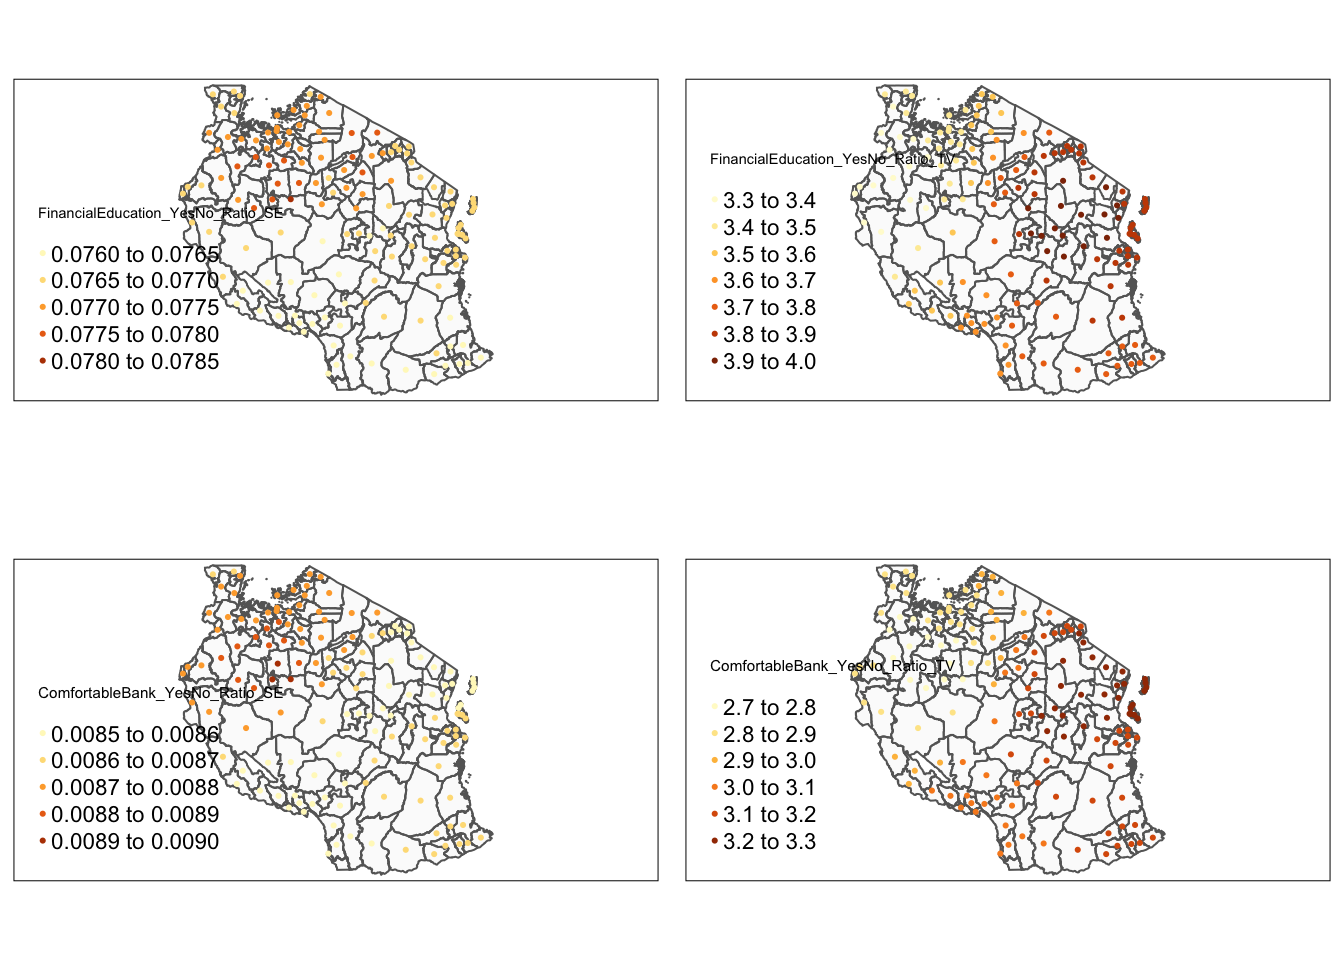 FinancialEducation_YesNo_Ratio_SE
0.0760 to 0.0765
0.0765 to 0.0770
0.0770 to 0.0775
0.0775 to 0.0780
0.0780 to 0.0785
FinancialEducation_YesNo_Ratio_TV
3.3 to 3.4
3.4 to 3.5
3.5 to 3.6
3.6 to 3.7
3.7 to 3.8
3.8 to 3.9
3.9 to 4.0
ComfortableBank_YesNo_Ratio_SE
0.0085 to 0.0086
0.0086 to 0.0087
0.0087 to 0.0088
0.0088 to 0.0089
0.0089 to 0.0090
ComfortableBank_YesNo_Ratio_TV
2.7 to 2.8
2.8 to 2.9
2.9 to 3.0
3.0 to 3.1
3.1 to 3.2
3.2 to 3.3